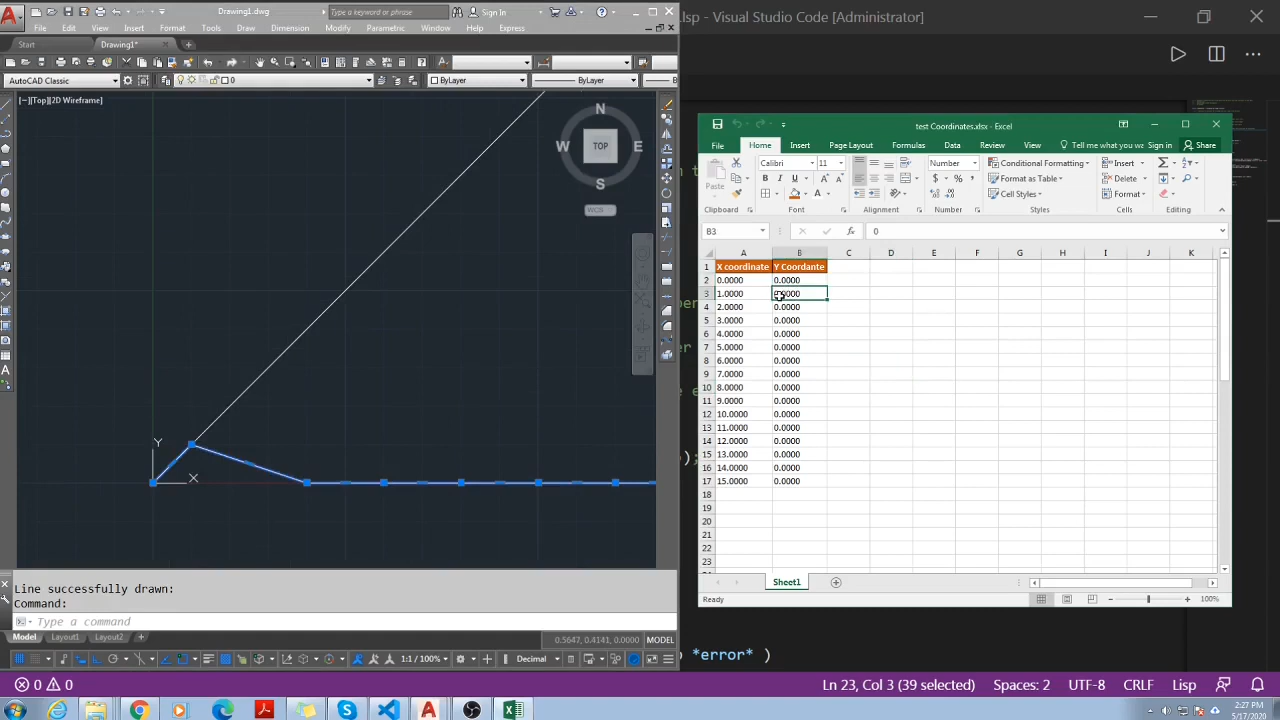 Drawing1.dwg
Type a keyword or phrase
Sign In
.lsp - Visual Studio Code [Administrator]
File Edit View Insert Format Tools Draw Dimension Modify Parametric Window Help Express
Start
Drawing1*
AutoCAD Classic
0
ByLayer
ByLayer
[−][Top][2D Wireframe]
N
W
TOP
E
S
WCS
Y
X
test Coordinates.xlsx - Excel
File Home Insert Page Layout Formulas Data Review View Tell me what you wa Sign in Share
Paste
Calibri
11
Number
Conditional Formatting
Format as Table
Cell Styles
Insert
Delete
Format
Clipboard
Font
Alignment
Number
Styles
Cells
Editing
B3
fx
0
A B C D E F G H I J K
1 X coordinate Y Coordante
2 0.0000 0.0000
3 1.0000 0.0000
4 2.0000 0.0000
5 3.0000 0.0000
6 4.0000 0.0000
7 5.0000 0.0000
8 6.0000 0.0000
9 7.0000 0.0000
10 8.0000 0.0000
11 9.0000 0.0000
12 10.0000 0.0000
13 11.0000 0.0000
14 12.0000 0.0000
15 13.0000 0.0000
16 14.0000 0.0000
17 15.0000 0.0000
18
19
20
21
22
23
Sheet1
Ready
100%
Line successfully drawn:
Command:
Type a command
Model
Layout1
Layout2
0.5647, 0.4141, 0.0000
MODEL
1:1 / 100%
Decimal
*error* )
0
0
Ln 23, Col 3 (39 selected)
Spaces: 2
UTF-8
CRLF
Lisp
2:27 PM
5/17/2020